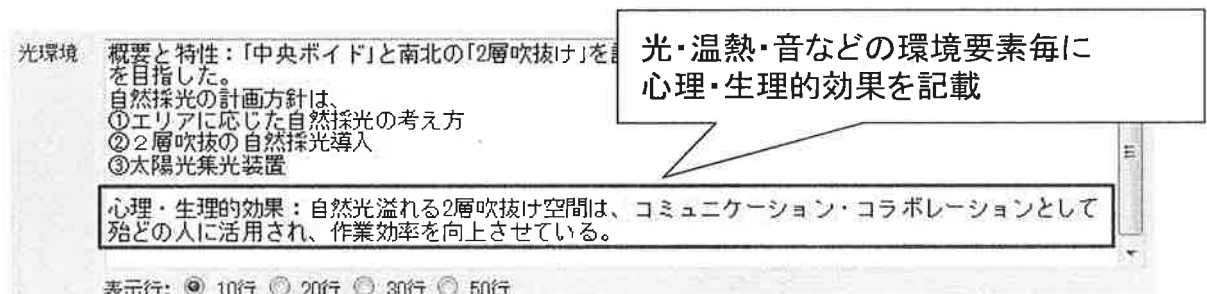 光環境
概要と特性：「中央ボイド」と南北の「2層吹抜け」を
を目指した。
自然採光の計画方針は、
①エリアに応じた自然採光の考え方
②２層吹抜の自然採光導入
③太陽光集光装置
心理・生理的効果：自然光溢れる2層吹抜け空間は、コミュニケーション・コラボレーションとして
殆どの人に活用され、作業効率を向上させている。
表示行: 10行 20行 30行 50行
光・温熱・音などの環境要素毎に
心理・生理的効果を記載